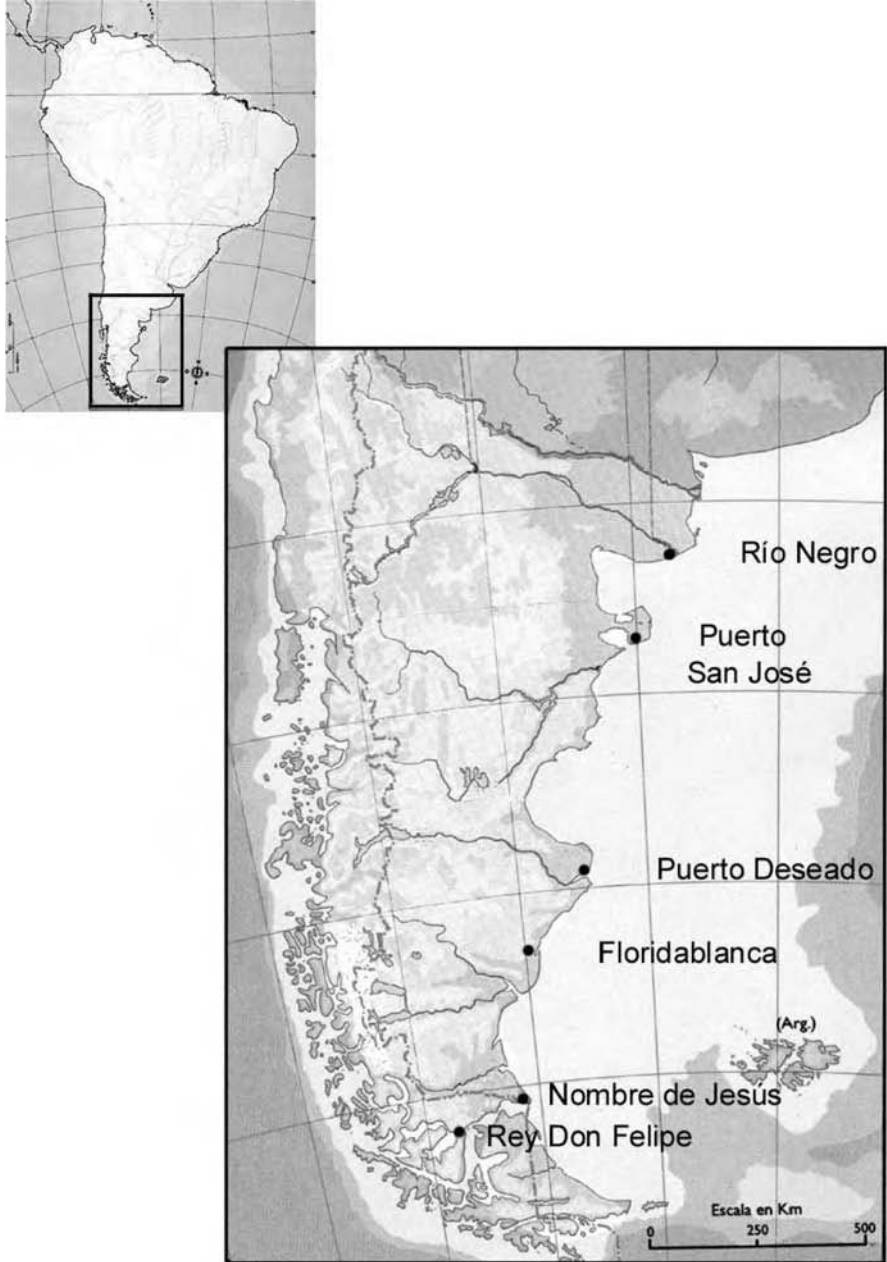 Río Negro
Puerto
San José
Puerto Deseado
Floridablanca
(Arg.)
Nombre de Jesús
Rey Don Felipe
Escala en Km
0 250 500